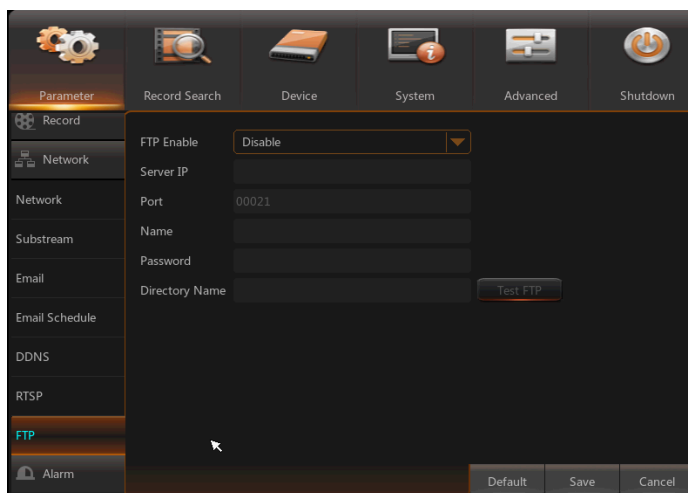 Parameter
Record Search
Device
System
Advanced
Shutdown
Record
Network
Network
Substream
Email
Email Schedule
DDNS
RTSP
FTP
Alarm
FTP Enable Disable
Server IP
Port 00021
Name
Password
Directory Name Test FTP
Default Save Cancel